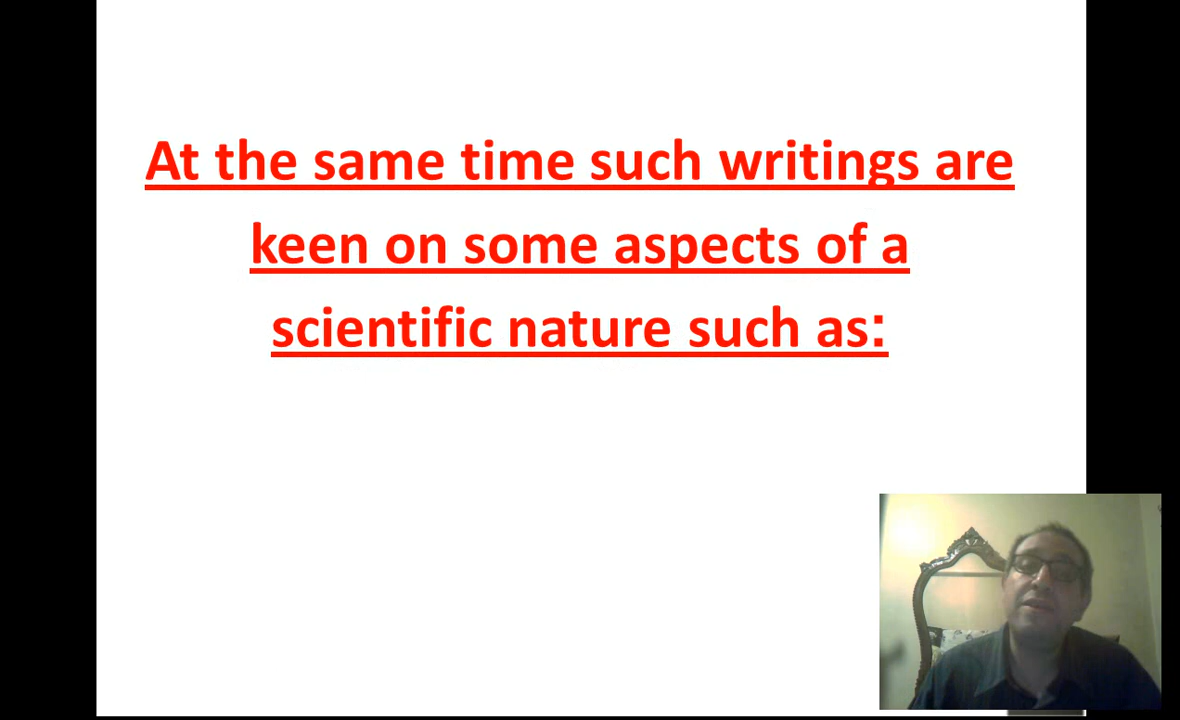 At the same time such writings are
keen on some aspects of a
scientific nature such as: